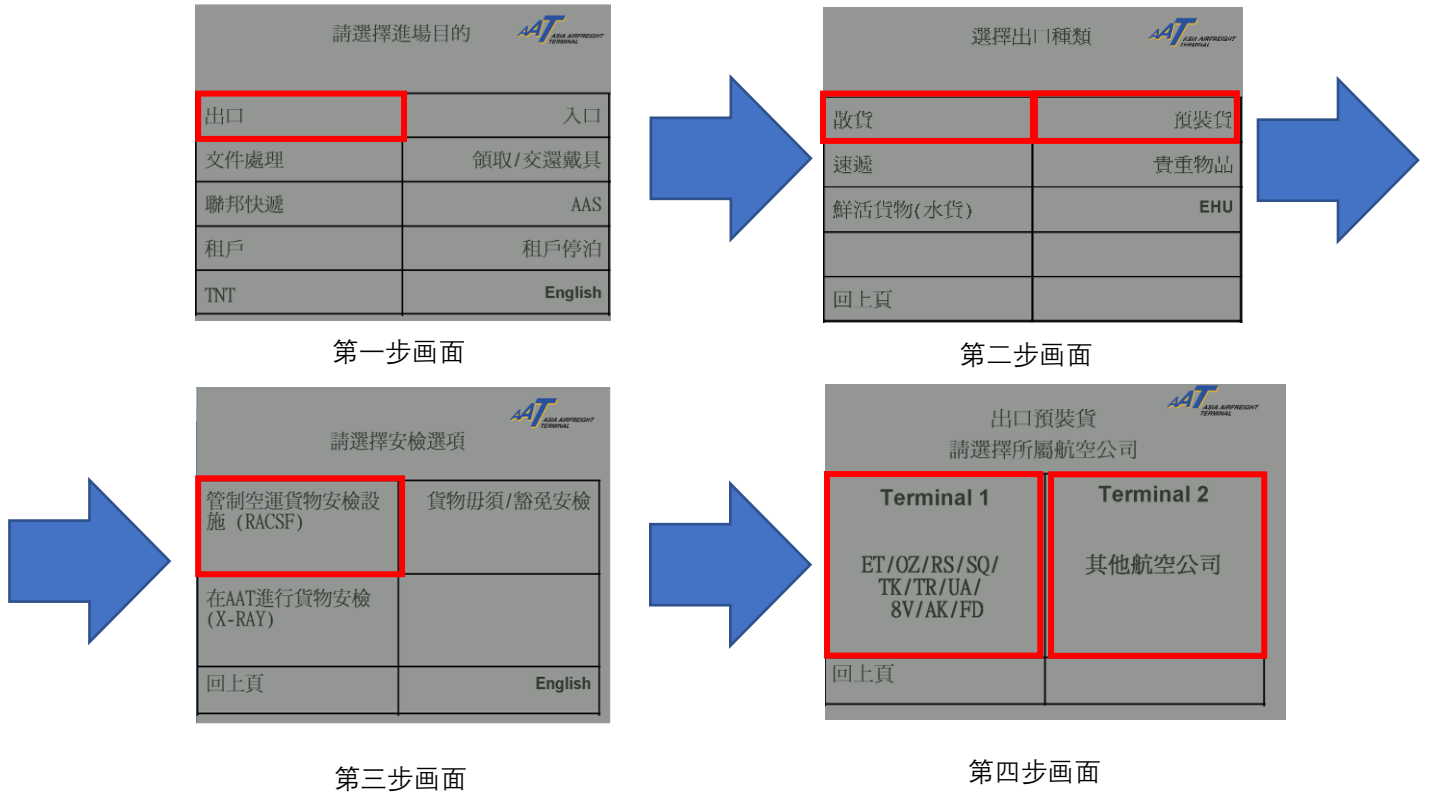 請選擇進場目的
AAT ASIA AIRFREIGHT TERMINAL
出口
入口
文件處理
領取/交還戴具
聯邦快遞
AAS
租戶
租戶停泊
TNT
English
第一步画面
選擇出口種類
AAT ASIA AIRFREIGHT TERMINAL
散貨
預裝貨
速遞
貴重物品
鮮活貨物(水貨)
EHU
回上頁
第二步画面
AAT ASIA AIRFREIGHT TERMINAL
請選擇安檢選項
管制空運貨物安檢設
施 (RACSF)
貨物毋須/豁免安檢
在AAT進行貨物安檢
(X-RAY)
回上頁
English
第三步画面
AAT ASIA AIRFREIGHT TERMINAL
出口預裝貨
請選擇所屬航空公司
Terminal 1
ET/OZ/RS/SQ/
TK/TR/UA/
8V/AK/FD
Terminal 2
其他航空公司
回上頁
第四步画面